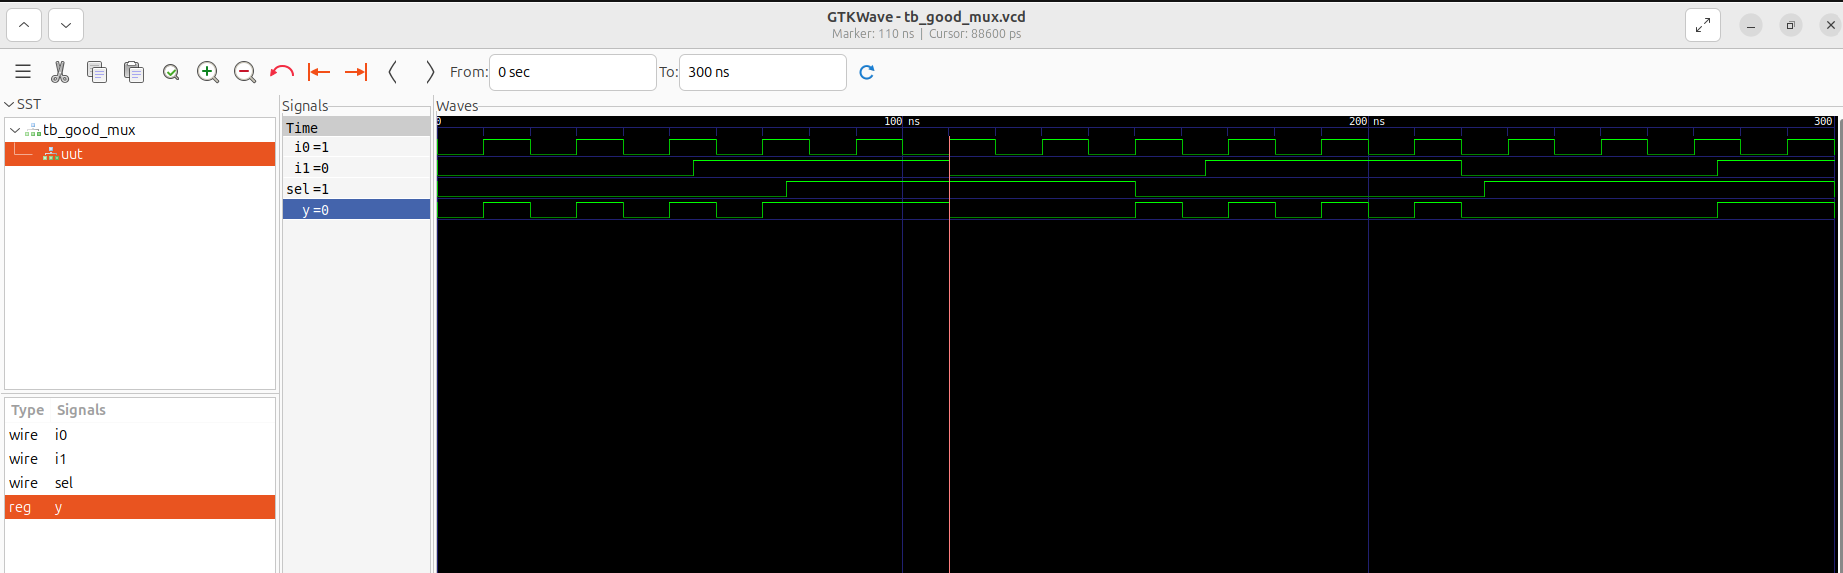 GTKWave - tb_good_mux.vcd
Marker: 110 ns | Cursor: 88600 ps
From: 0 sec To: 300 ns
SST
tb_good_mux
uut
Type Signals
wire i0
wire i1
wire sel
reg y
Signals
Time
i0 =1
i1 =0
sel =1
y =0
Waves
0 100 ns 200 ns 300